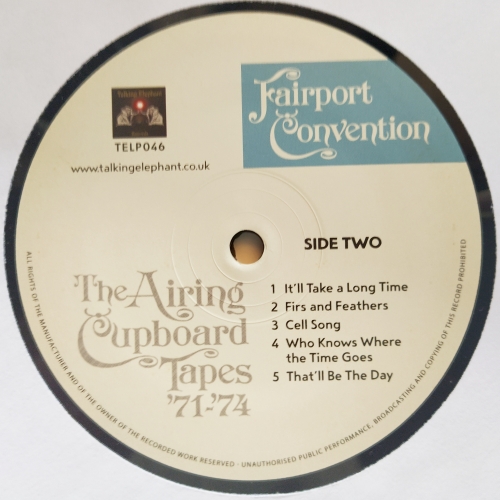 Talking Elephant
TELP046
www.talkingelephant.co.uk
Fairport
Convention
SIDE TWO
1 It'll Take a Long Time
2 Firs and Feathers
3 Cell Song
4 Who Knows Where
the Time Goes
5 That'll Be The Day
The Airing
Cupboard
Tapes
'71-'74
ALL RIGHTS OF THE MANUFACTURER AND OF THE OWNER OF THE RECORDED WORK RESERVED · UNAUTHORISED PUBLIC PERFORMANCE, BROADCASTING AND COPYING OF THIS RECORD PROHIBITED